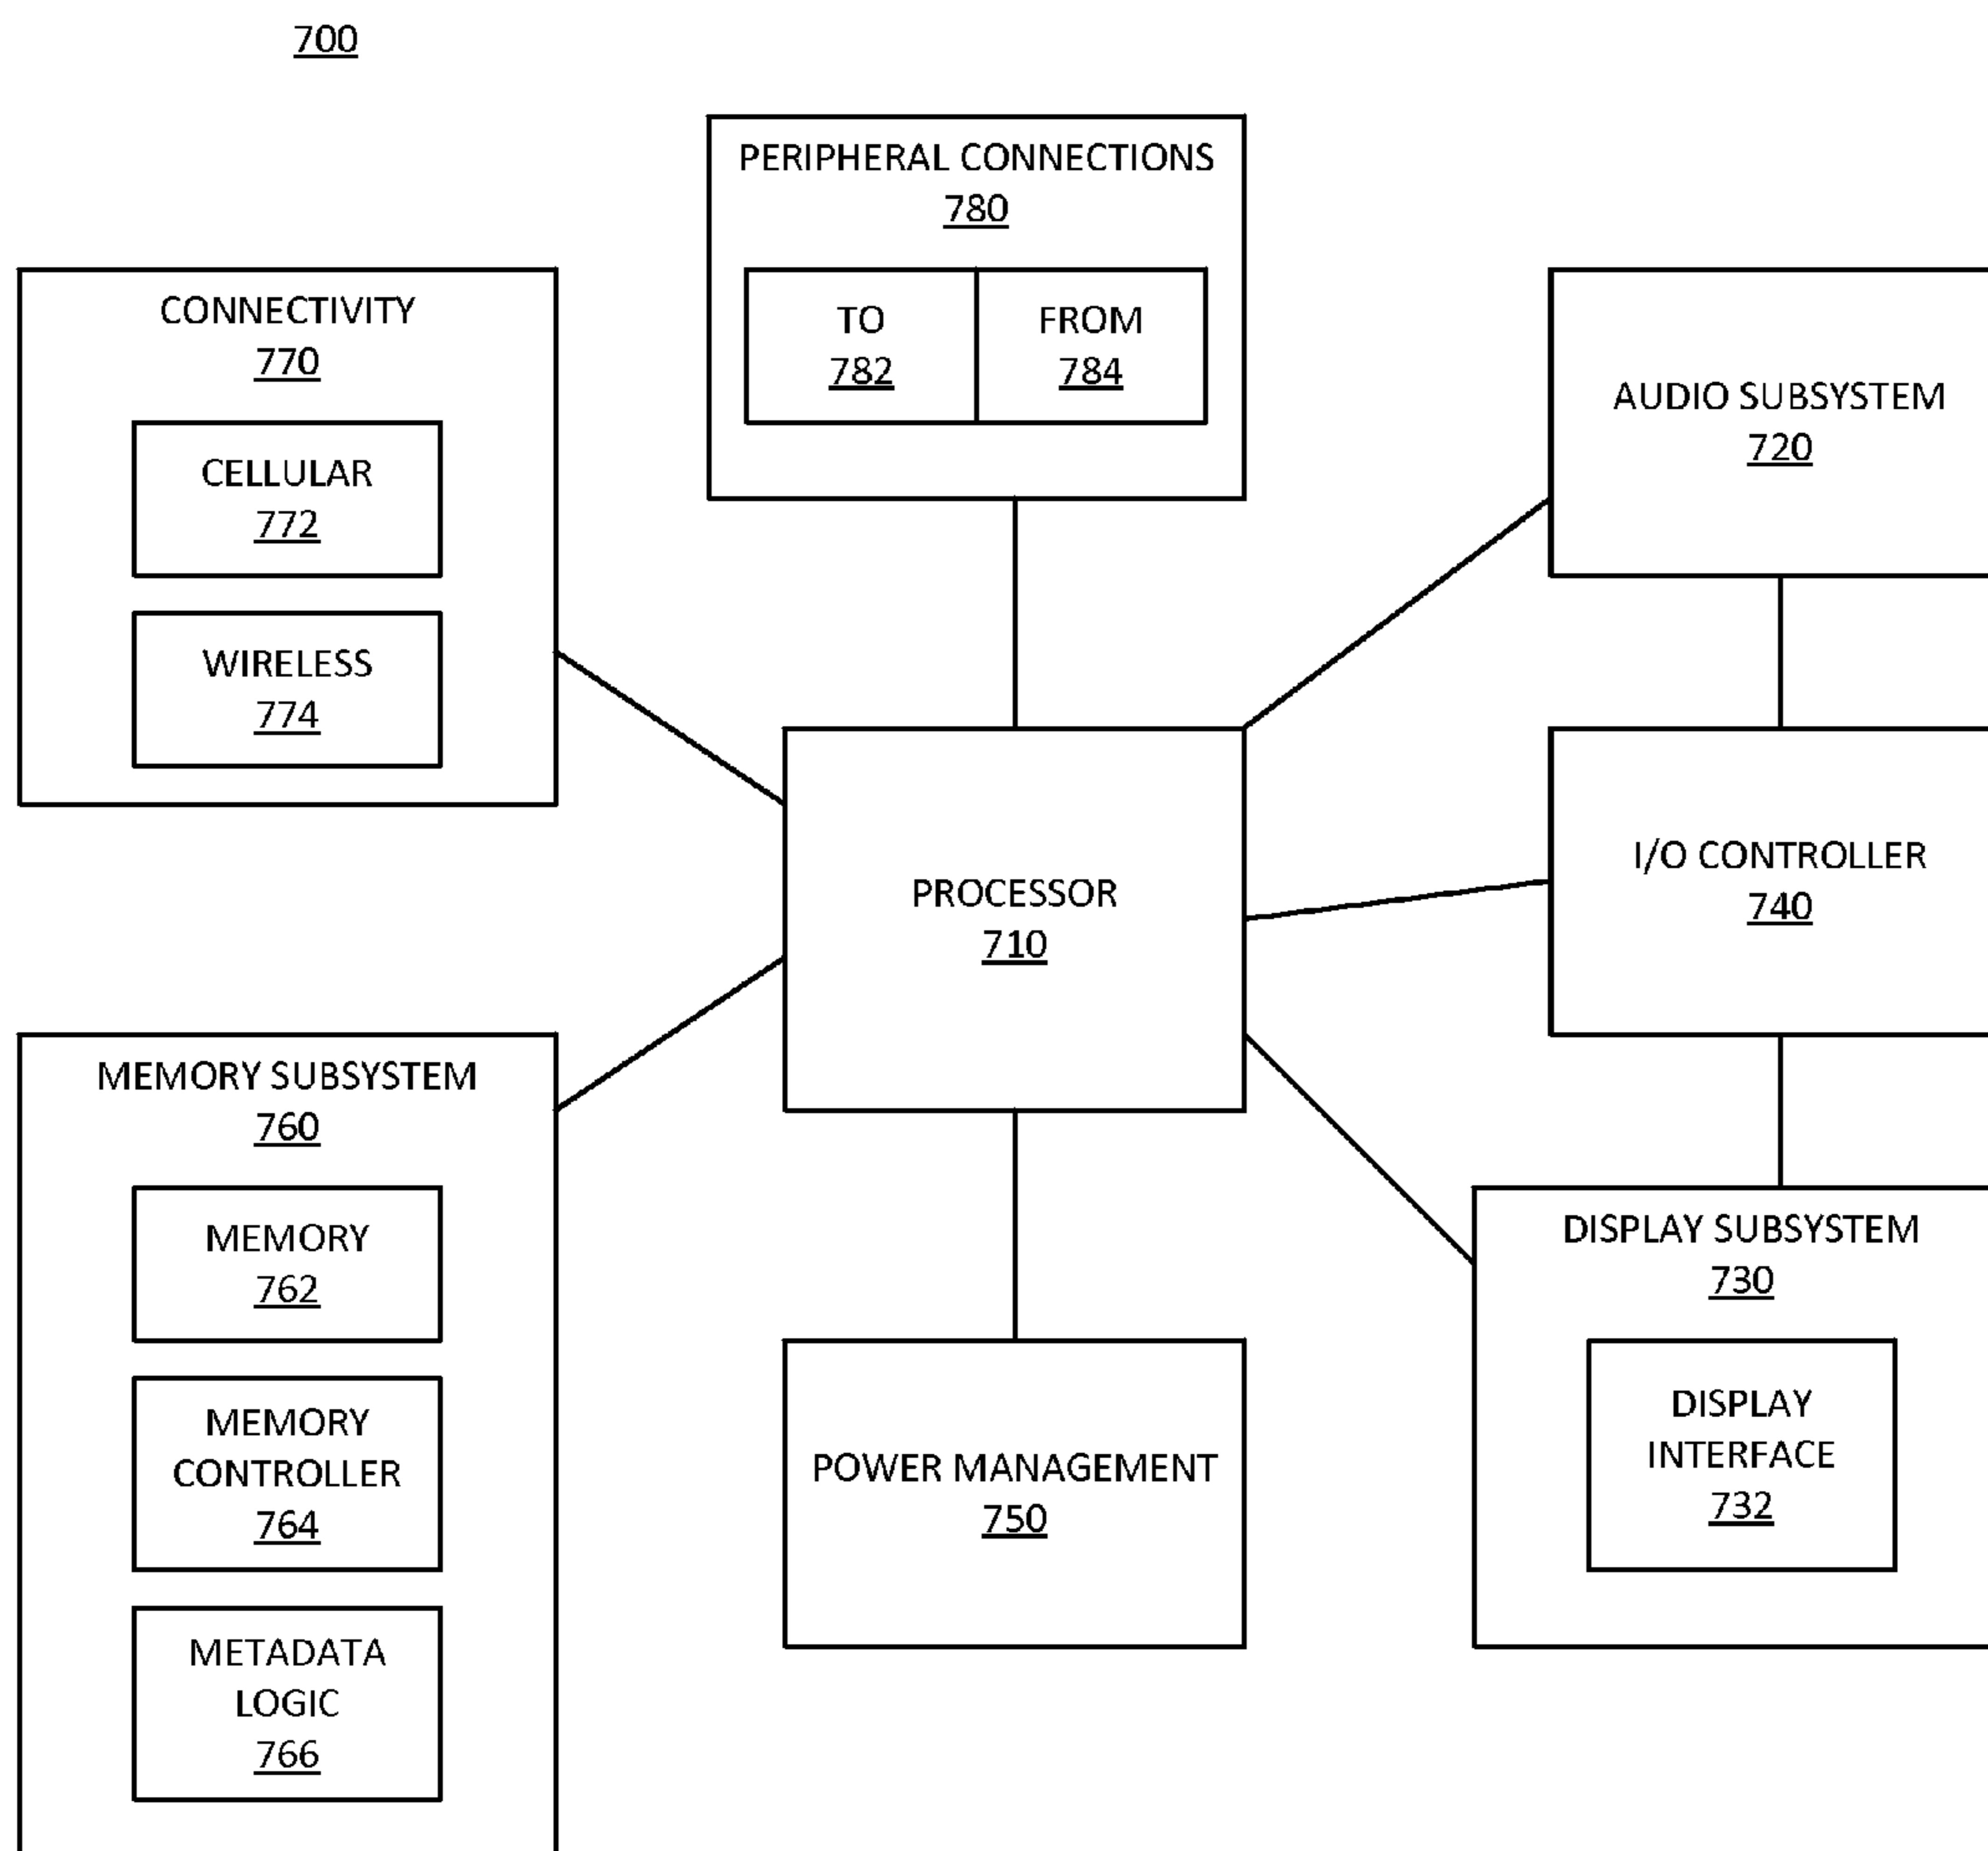 700
PERIPHERAL CONNECTIONS
780
TO
782
FROM
784
CONNECTIVITY
770
CELLULAR
772
WIRELESS
774
AUDIO SUBSYSTEM
720
PROCESSOR
710
I/O CONTROLLER
740
MEMORY SUBSYSTEM
760
MEMORY
762
MEMORY
CONTROLLER
764
METADATA
LOGIC
766
POWER MANAGEMENT
750
DISPLAY SUBSYSTEM
730
DISPLAY
INTERFACE
732